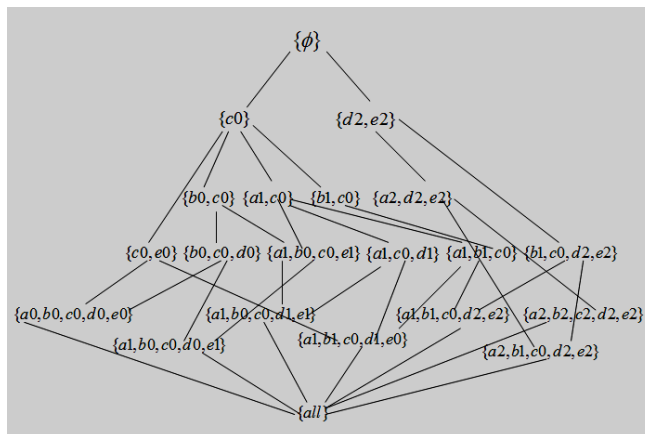 {ϕ}
{c0} {d2,e2}
{b0,c0} {a1,c0} {b1,c0} {a2,d2,e2}
{c0,e0} {b0,c0,d0} {a1,b0,c0,e1} {a1,c0,d1} {a1,b1,c0} {b1,c0,d2,e2}
{a0,b0,c0,d0,e0} {a1,b0,c0,d1,e1} {a1,b1,c0,d2,e2} {a2,b2,c2,d2,e2}
{a1,b0,c0,d0,e1} {a1,b1,c0,d1,e0} {a2,b1,c0,d2,e2}
{all}